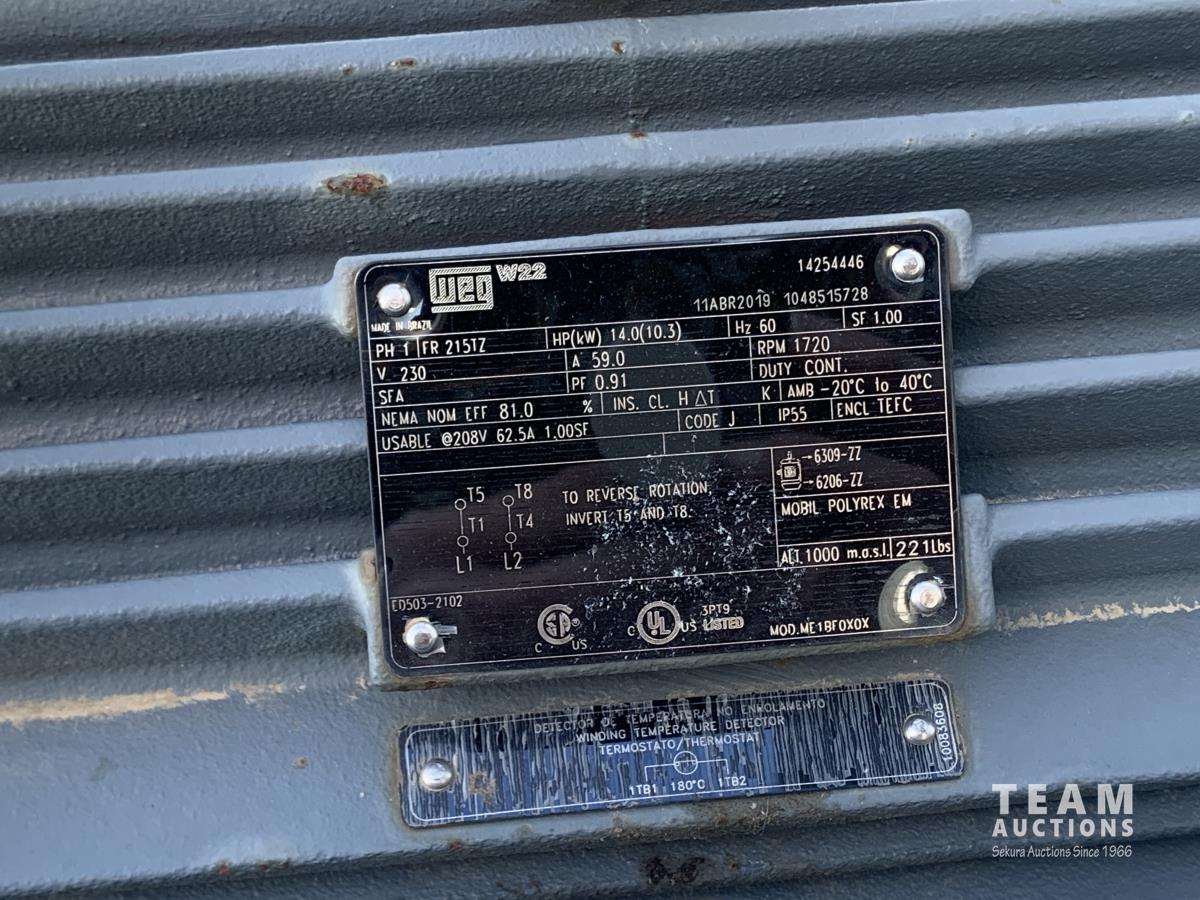 WEG W22
14254446
11ABR2019 1048515728
MADE IN BRAZIL
PH 1 FR 215TZ HP(kW) 14.0(10.3) Hz 60 SF 1.00
V 230 A 59.0 RPM 1720
SFA PF 0.91 DUTY CONT.
NEMA NOM EFF 81.0 % INS. CL. H ΔT K AMB -20°C to 40°C
USABLE @208V 62.5A 1.00SF CODE J IP55 ENCL TEFC
6309-ZZ
6206-ZZ
MOBIL POLYREX EM
ALT. 1000 m.a.s.l. 221lbs
T5 T8
T1 T4
L1 L2
TO REVERSE ROTATION,
INVERT T5 AND T8.
ED503-2102
C SP® US
C UL US 3PT9 LISTED
MOD.ME1BF0X0X
DETECTOR DE TEMPERATURA NO ENROLAMENTO
WINDING TEMPERATURE DETECTOR
TERMOSTATO/THERMOSTAT
1TB1 180°C 1TB2
10083608
TEAM
AUCTIONS
Sekura Auctions Since 1966